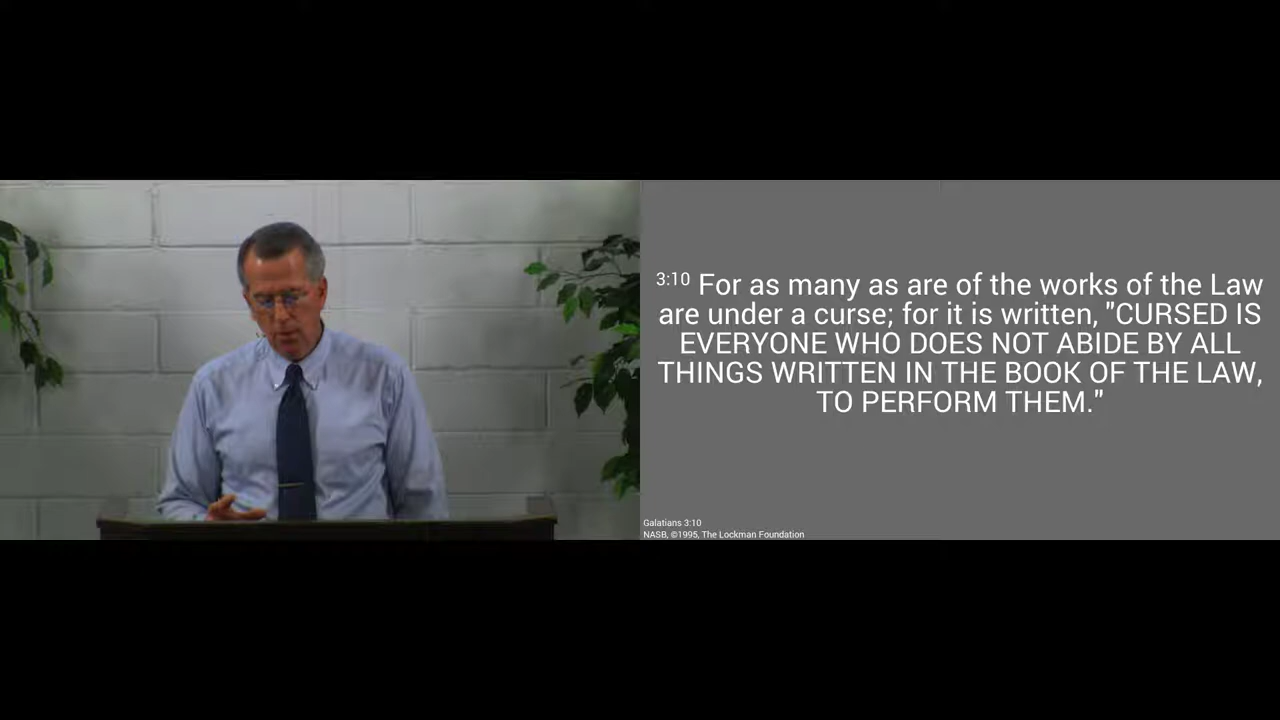 3:10 For as many as are of the works of the Law
are under a curse; for it is written, "CURSED IS
EVERYONE WHO DOES NOT ABIDE BY ALL
THINGS WRITTEN IN THE BOOK OF THE LAW,
TO PERFORM THEM."
Galatians 3:10
NASB, ©1995, The Lockman Foundation